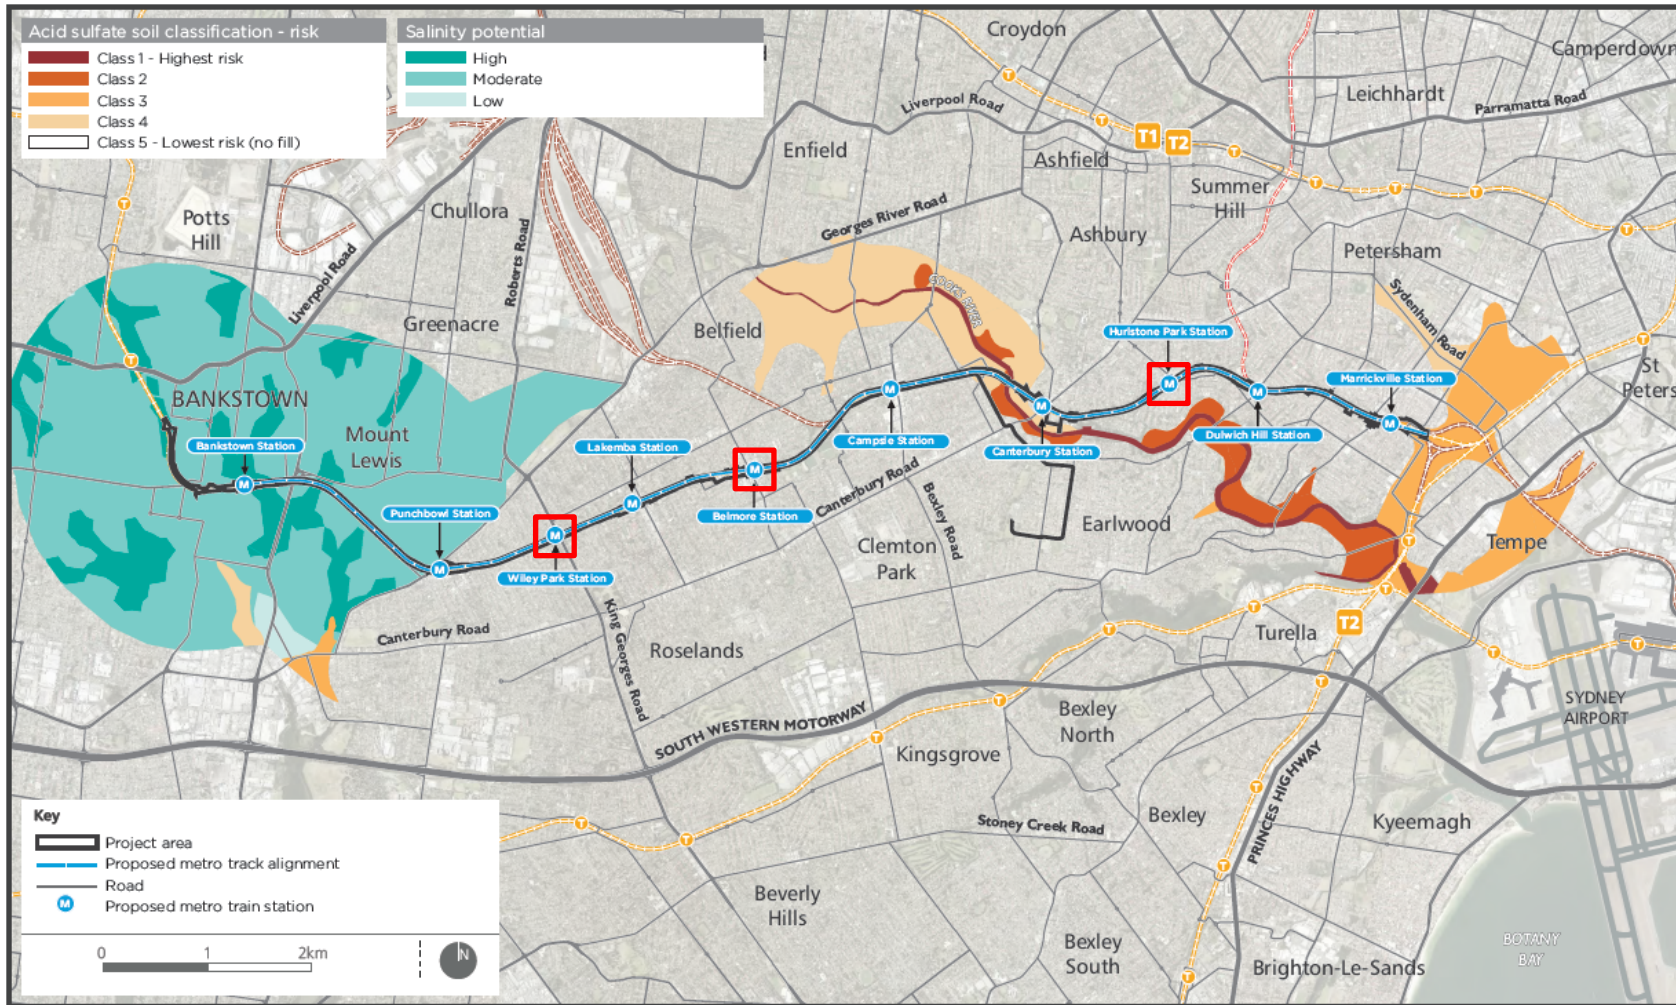 Acid sulfate soil classification - risk
Class 1 - Highest risk
Class 2
Class 3
Class 4
Class 5 - Lowest risk (no fill)
Salinity potential
High
Moderate
Low
Croydon
Camperdown
Leichhardt
Parramatta Road
Liverpool Road
T1
T2
Enfield
Ashfield
Summer
Hill
Potts
Hill
Chullora
Georges River Road
Ashbury
Petersham
Liverpool Road
Roberts Road
Greenacre
COOKS RIVER
Sydenham Road
Belfield
Hurlstone Park Station
St
Peters
Marrickville Station
BANKSTOWN
Mount
Lewis
Bankstown Station
Lakemba Station
Campsie Station
Canterbury Station
Dulwich Hill Station
Punchbowl Station
Belmore Station
Canterbury Road
Bexley Road
Earlwood
Clemton
Park
Tempe
Wiley Park Station
Canterbury Road
King Georges Road
Roselands
Turella
T2
SOUTH WESTERN MOTORWAY
Bexley
North
SYDNEY
AIRPORT
Kingsgrove
PRINCES HIGHWAY
Stoney Creek Road
Bexley
Kyeemagh
Beverly
Hills
Bexley
South
Brighton-Le-Sands
BOTANY
BAY
Key
Project area
Proposed metro track alignment
Road
M
Proposed metro train station
0
1
2km
N